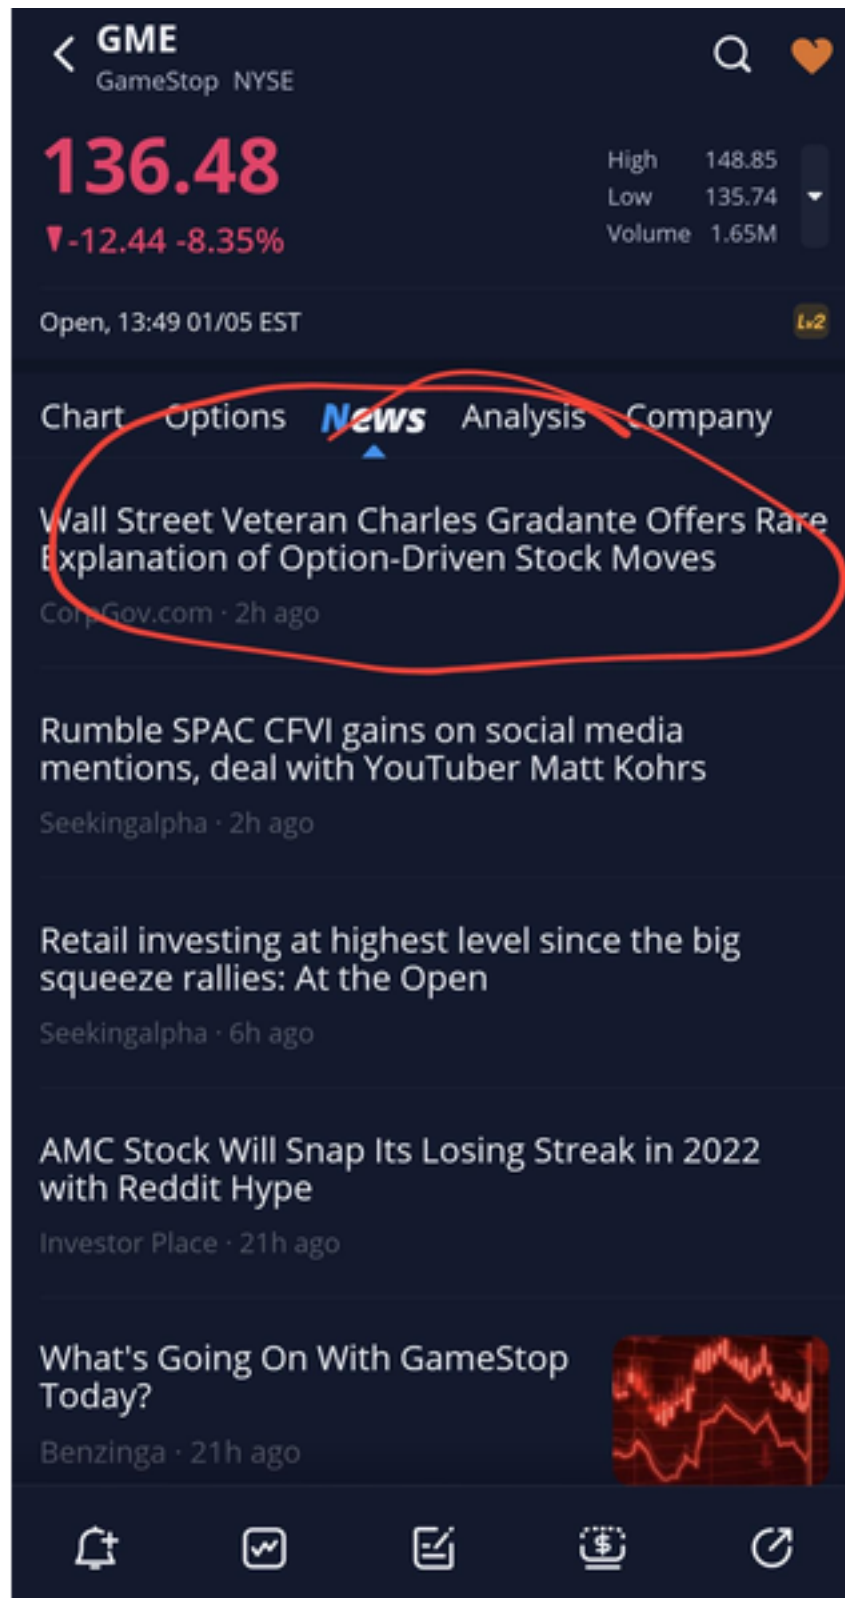 GME
GameStop NYSE
136.48
-12.44 -8.35%
High 148.85
Low 135.74
Volume 1.65M
Open, 13:49 01/05 EST
Lv2
Chart Options News Analysis Company
Wall Street Veteran Charles Gradante Offers Rare
Explanation of Option-Driven Stock Moves
CorpGov.com · 2h ago
Rumble SPAC CFVI gains on social media
mentions, deal with YouTuber Matt Kohrs
Seekingalpha · 2h ago
Retail investing at highest level since the big
squeeze rallies: At the Open
Seekingalpha · 6h ago
AMC Stock Will Snap Its Losing Streak in 2022
with Reddit Hype
Investor Place · 21h ago
What's Going On With GameStop
Today?
Benzinga · 21h ago